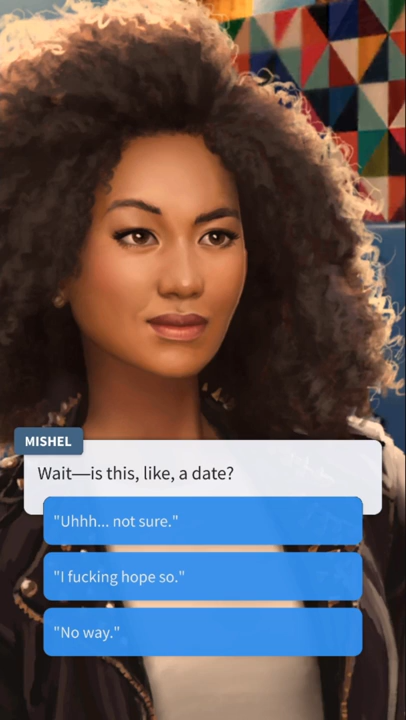 MISHEL
Wait—is this, like, a date?
"Uhhh... not sure."
"I fucking hope so."
"No way."